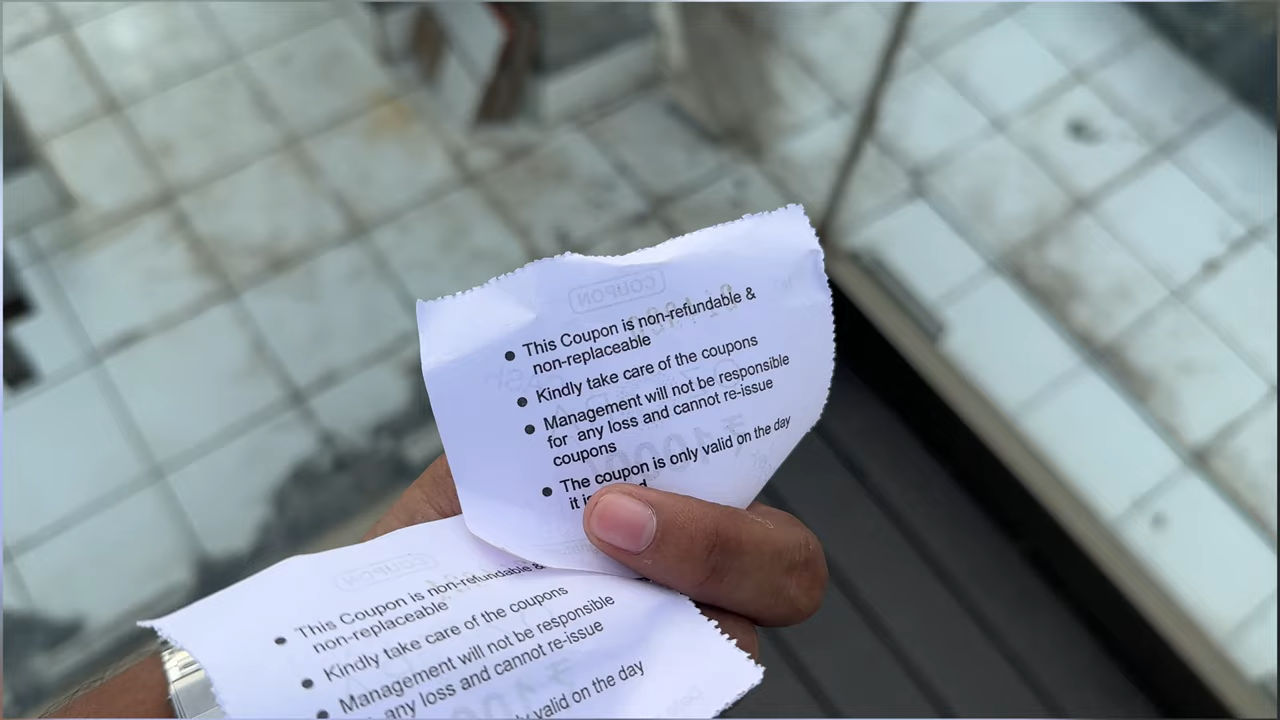 This Coupon is non-refundable &
non-replaceable
Kindly take care of the coupons
Management will not be responsible
for any loss and cannot re-issue
coupons
The coupon is only valid on the day
it
This Coupon is non-refundable &
non-replaceable
Kindly take care of the coupons
Management will not be responsible
any loss and cannot re-issue
valid on the day
COUPON
COUPON